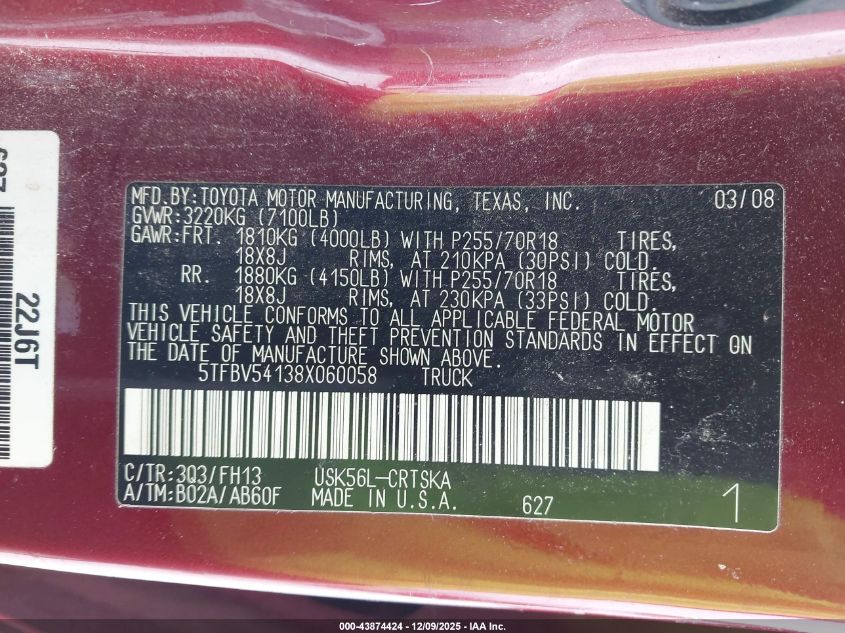 MFD.BY:TOYOTA MOTOR MANUFACTURING, TEXAS, INC. 03/08
GVWR:3220KG (7100LB)
GAWR:FRT. 1810KG (4000LB) WITH P255/70R18 TIRES,
18X8J RIMS, AT 210KPA (30PSI) COLD.
RR. 1880KG (4150LB) WITH P255/70R18 TIRES,
18X8J RIMS, AT 230KPA (33PSI) COLD.
THIS VEHICLE CONFORMS TO ALL APPLICABLE FEDERAL MOTOR
VEHICLE SAFETY AND THEFT PREVENTION STANDARDS IN EFFECT ON
THE DATE OF MANUFACTURE SHOWN ABOVE.
5TFBV54138X060058 TRUCK
C/TR:3Q3/FH13 USK56L-CRTSKA
A/TM:B02A/AB60F MADE IN U.S.A. 627 1
22J6T
000-43874424 - 12/09/2025 - IAA Inc.